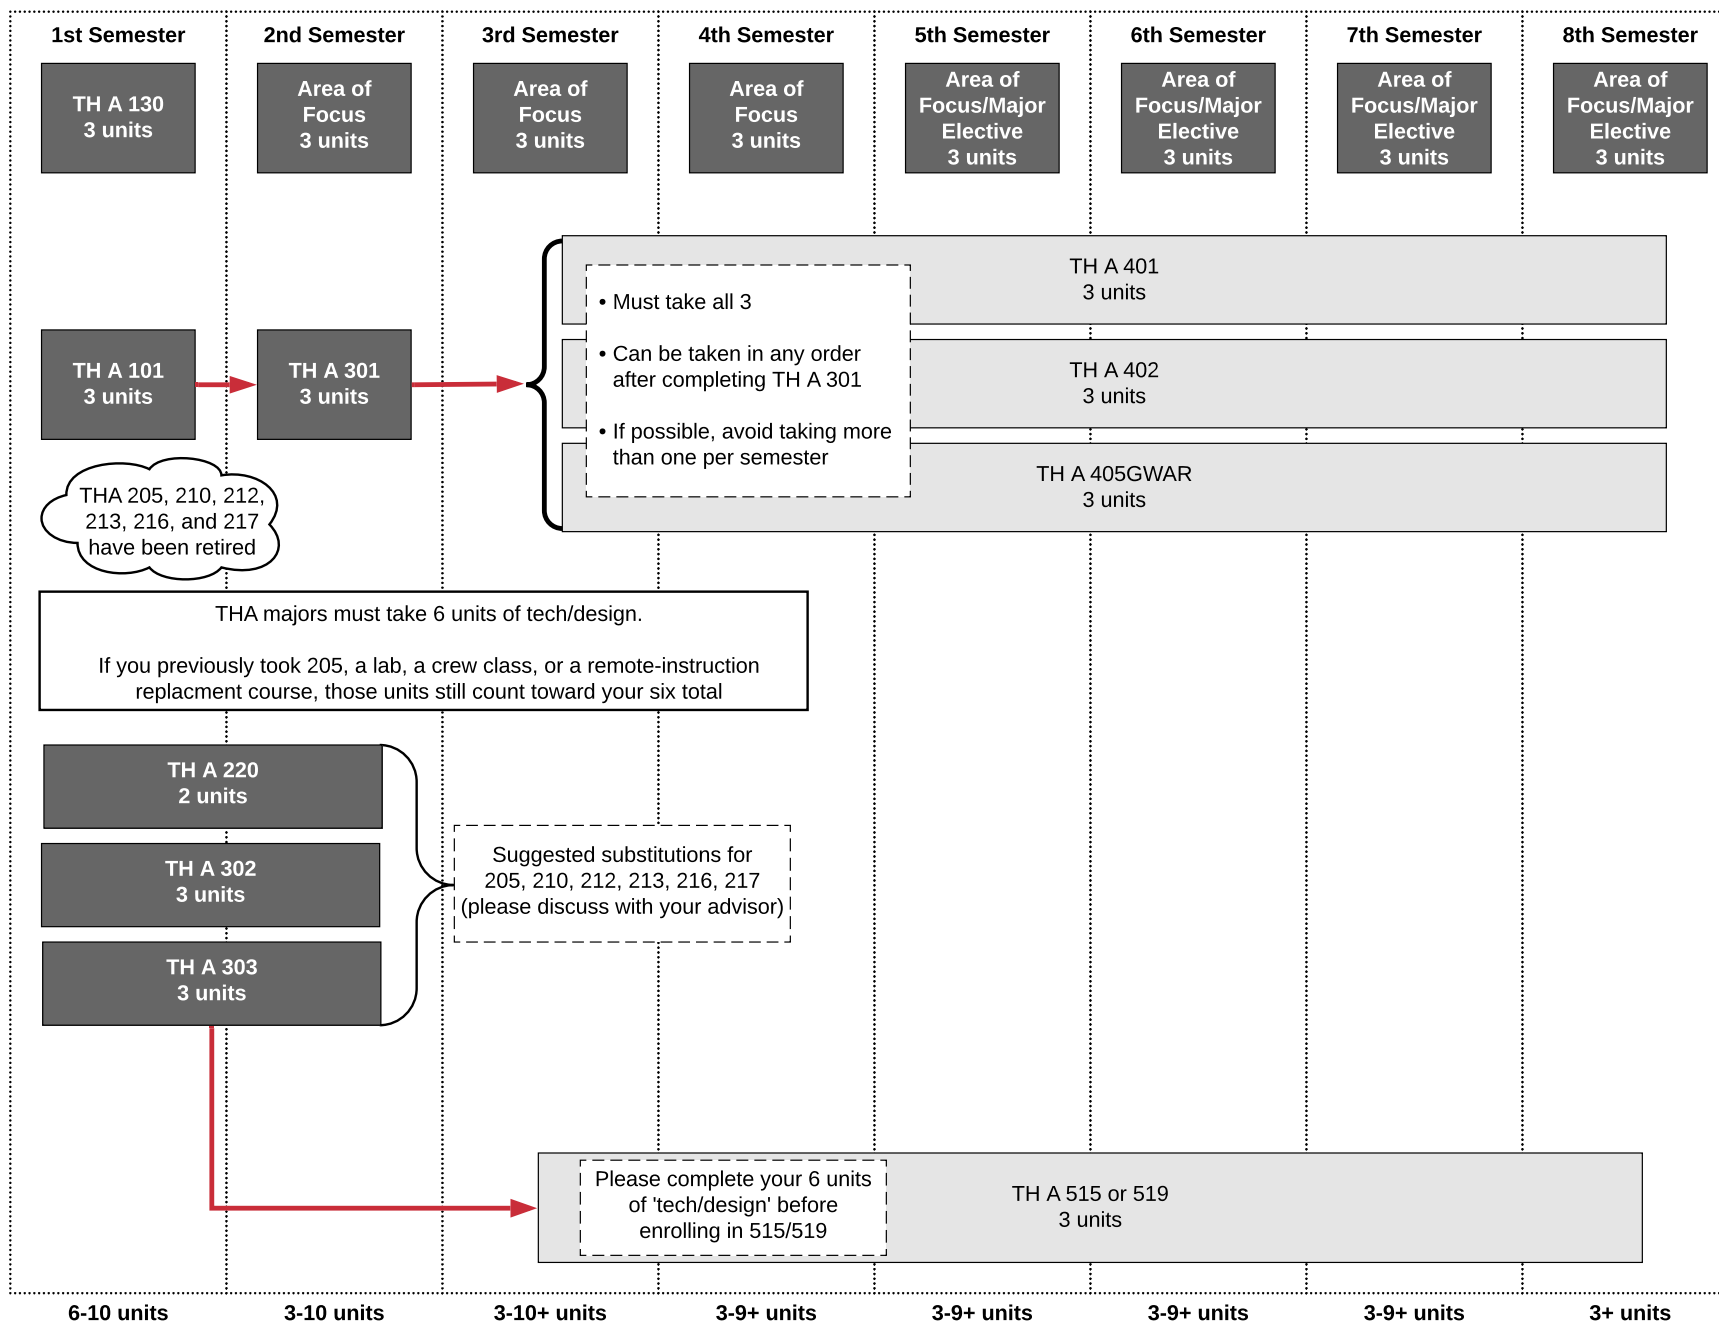 1st Semester
2nd Semester
3rd Semester
4th Semester
5th Semester
6th Semester
7th Semester
8th Semester
TH A 130
3 units
Area of
Focus
3 units
Area of
Focus
3 units
Area of
Focus
3 units
Area of
Focus/Major
Elective
3 units
Area of
Focus/Major
Elective
3 units
Area of
Focus/Major
Elective
3 units
Area of
Focus/Major
Elective
3 units
TH A 101
3 units
TH A 301
3 units
• Must take all 3
• Can be taken in any order
after completing TH A 301
• If possible, avoid taking more
than one per semester
TH A 401
3 units
TH A 402
3 units
TH A 405GWAR
3 units
THA 205, 210, 212,
213, 216, and 217
have been retired
THA majors must take 6 units of tech/design.
If you previously took 205, a lab, a crew class, or a remote-instruction
replacment course, those units still count toward your six total
TH A 220
2 units
TH A 302
3 units
TH A 303
3 units
Suggested substitutions for
205, 210, 212, 213, 216, 217
(please discuss with your advisor)
Please complete your 6 units
of 'tech/design' before
enrolling in 515/519
TH A 515 or 519
3 units
6-10 units
3-10 units
3-10+ units
3-9+ units
3-9+ units
3-9+ units
3-9+ units
3+ units